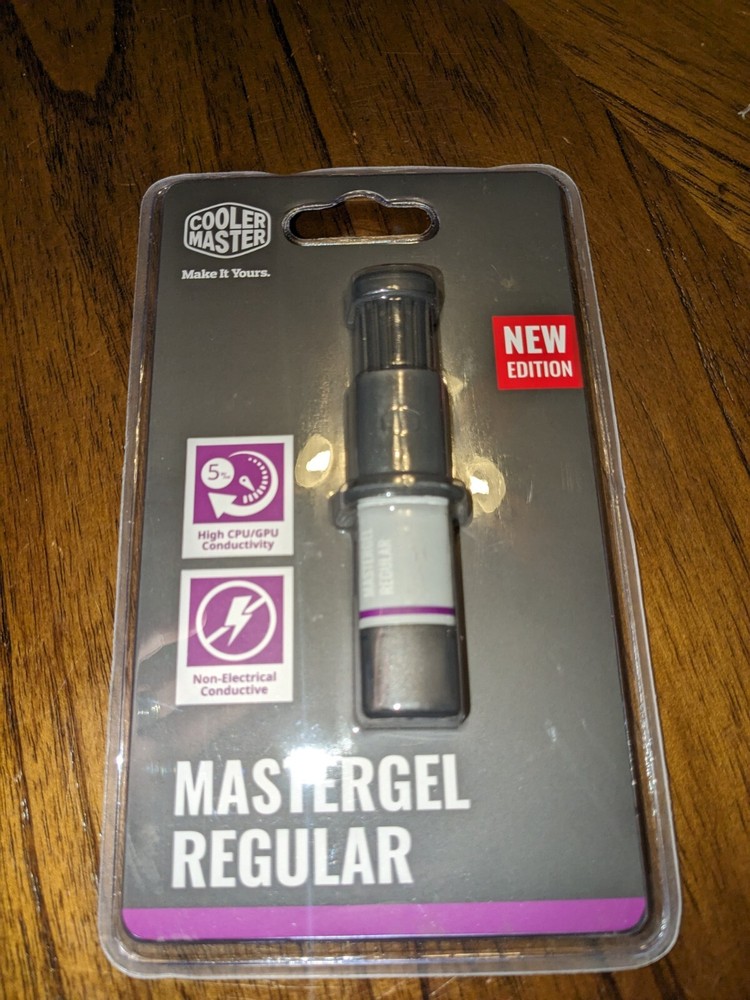 COOLER
MASTER
Make It Yours.
NEW
EDITION
5
High CPU/GPU
Conductivity
MASTERGEL
REGULAR
Non-Electrical
Conductive
MASTERGEL
REGULAR